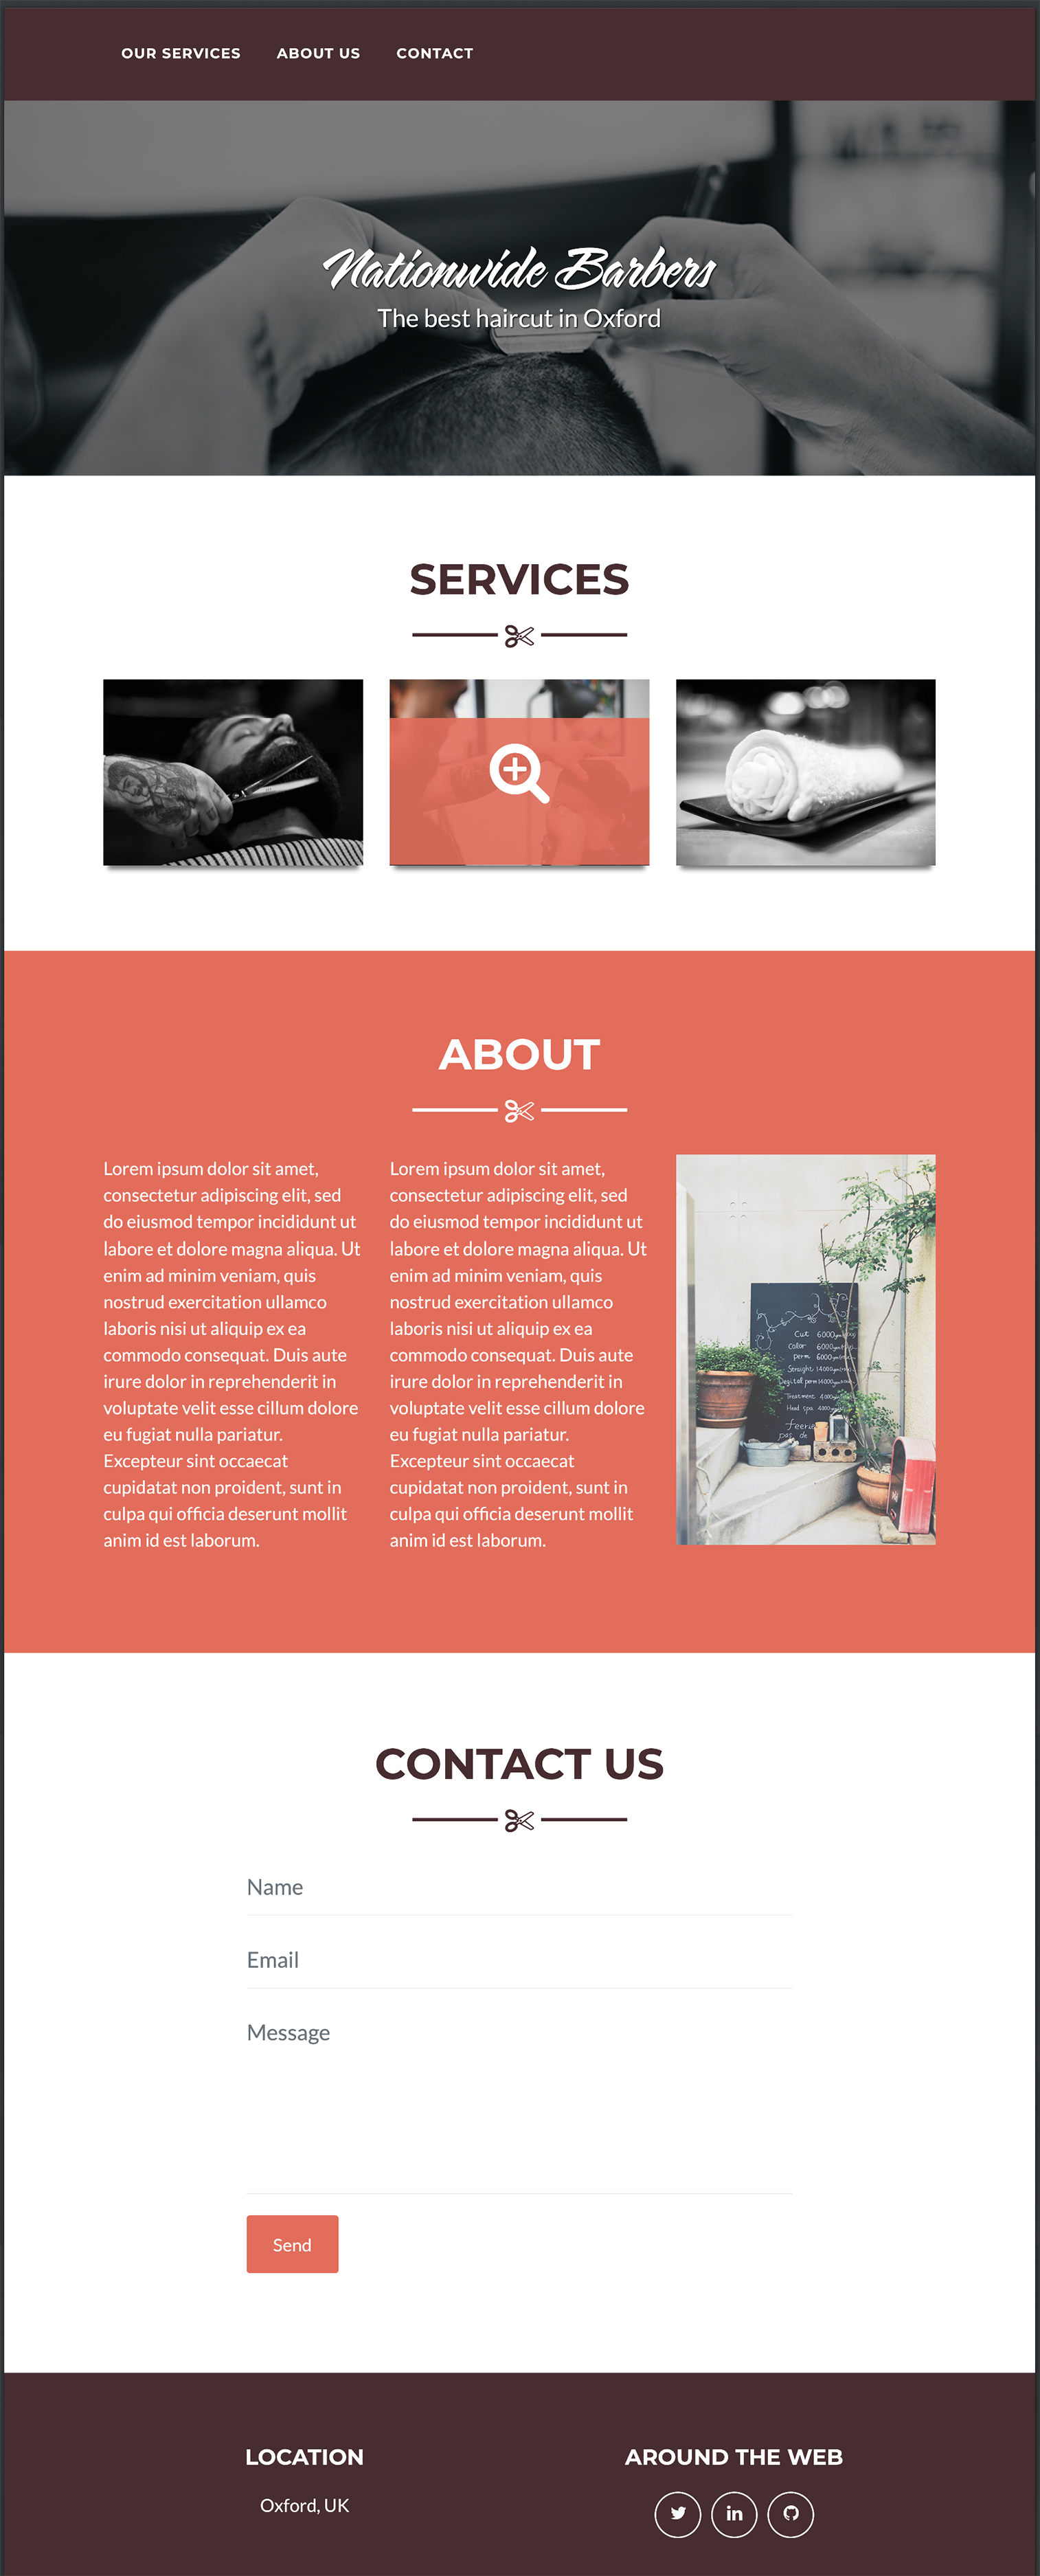 OUR SERVICES ABOUT US CONTACT
Nationwide Barbers
The best haircut in Oxford
SERVICES
ABOUT
Lorem ipsum dolor sit amet,
consectetur adipiscing elit, sed
do eiusmod tempor incididunt ut
labore et dolore magna aliqua. Ut
enim ad minim veniam, quis
nostrud exercitation ullamco
laboris nisi ut aliquip ex ea
commodo consequat. Duis aute
irure dolor in reprehenderit in
voluptate velit esse cillum dolore
eu fugiat nulla pariatur.
Excepteur sint occaecat
cupidatat non proident, sunt in
culpa qui officia deserunt mollit
anim id est laborum.
Lorem ipsum dolor sit amet,
consectetur adipiscing elit, sed
do eiusmod tempor incididunt ut
labore et dolore magna aliqua. Ut
enim ad minim veniam, quis
nostrud exercitation ullamco
laboris nisi ut aliquip ex ea
commodo consequat. Duis aute
irure dolor in reprehenderit in
voluptate velit esse cillum dolore
eu fugiat nulla pariatur.
Excepteur sint occaecat
cupidatat non proident, sunt in
culpa qui officia deserunt mollit
anim id est laborum.
Cut 6000
Color 6000
perm 6000
Straight 14000
Degital perm 14000
Treatment 4000
Head spa 4000
feeling
pas de
CONTACT US
Name
Email
Message
Send
LOCATION
Oxford, UK
AROUND THE WEB
in